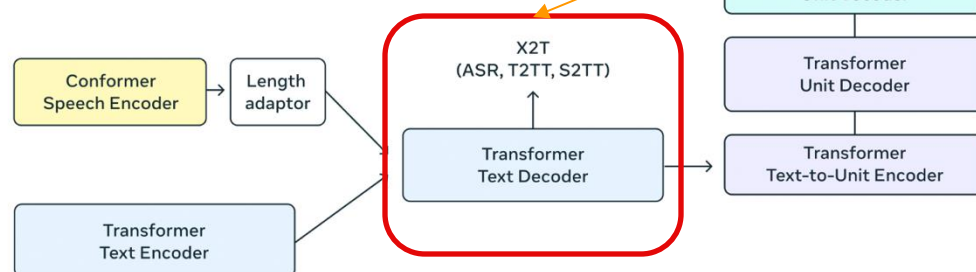 X2T
(ASR, T2TT, S2TT)
Conformer
Speech Encoder
Length
adaptor
Transformer
Text Decoder
Transformer
Text Encoder
Transformer
Unit Decoder
Transformer
Text-to-Unit Encoder